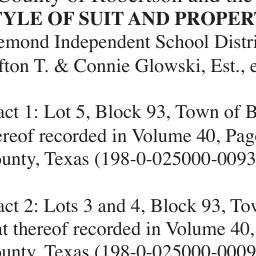 County of Robertson and the
STYLE OF SUIT AND PROPERT
emond Independent School Distri
fton T. & Connie Glowski, Est., e
act 1: Lot 5, Block 93, Town of B
ereof recorded in Volume 40, Pag
ounty, Texas (198-0-025000-0093
act 2: Lots 3 and 4, Block 93, Tow
at thereof recorded in Volume 40,
ounty, Texas (198-0-025000-0009